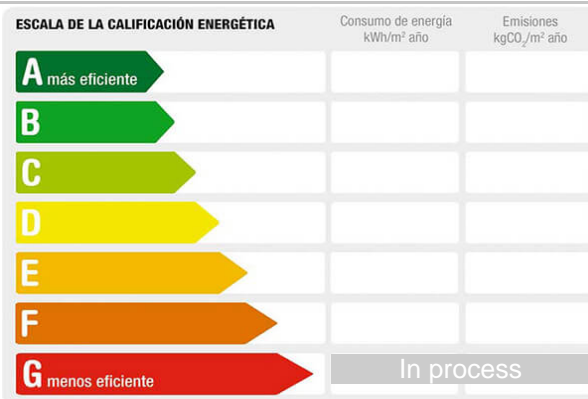 ESCALA DE LA CALIFICACIÓN ENERGÉTICA
Consumo de energía
kWh/m² año
Emisiones
kgCO₂/m² año
A más eficiente
B
C
D
E
F
G menos eficiente
In process